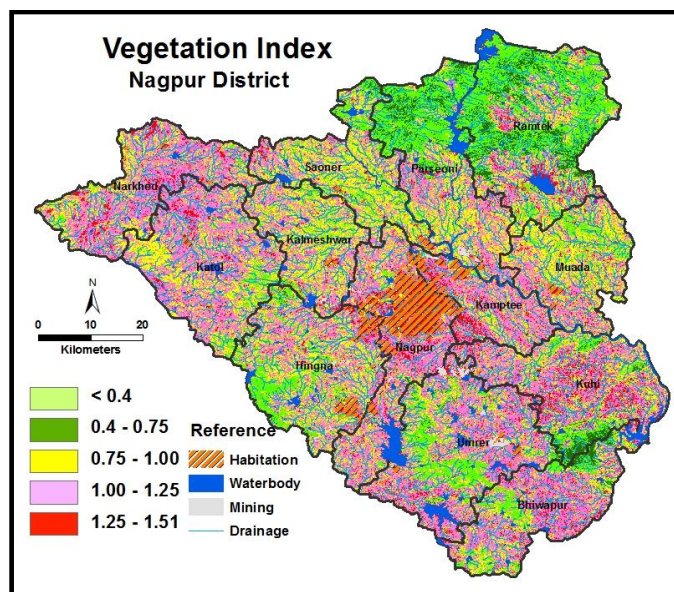 Vegetation Index
Nagpur District
Ramtek
Saoner
Parseoni
Narkhed
Kalmeshwar
Katol
Muada
Kamptee
N
0 10 20
Kilometers
Nagpur
Hingna
Kuhi
< 0.4
0.4 - 0.75
0.75 - 1.00
1.00 - 1.25
1.25 - 1.51
Reference
Habitation
Waterbody
Mining
Drainage
Umrer
Bhiwapur